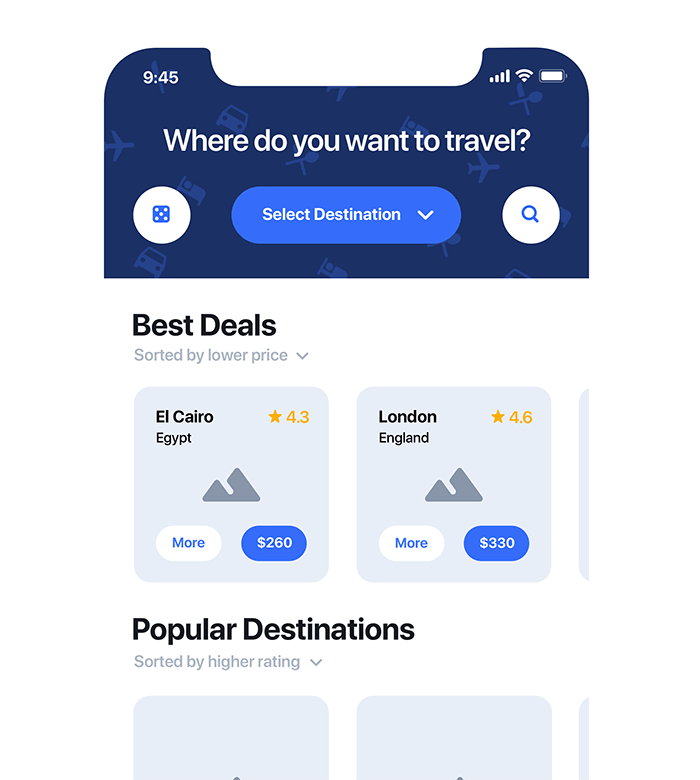 9:45
Where do you want to travel?
Select Destination
Best Deals
Sorted by lower price
El Cairo 4.3
Egypt
More $260
London 4.6
England
More $330
Popular Destinations
Sorted by higher rating